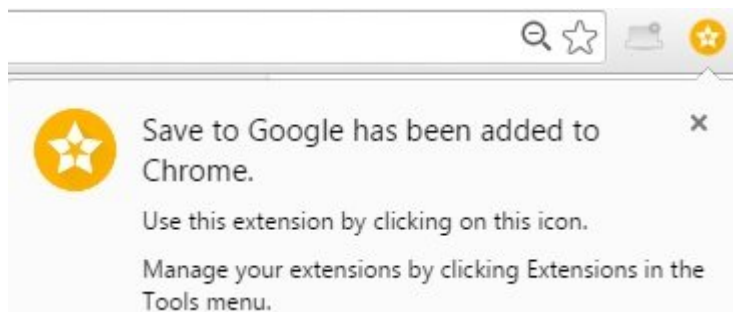 Save to Google has been added to
Chrome.
Use this extension by clicking on this icon.
Manage your extensions by clicking Extensions in the
Tools menu.